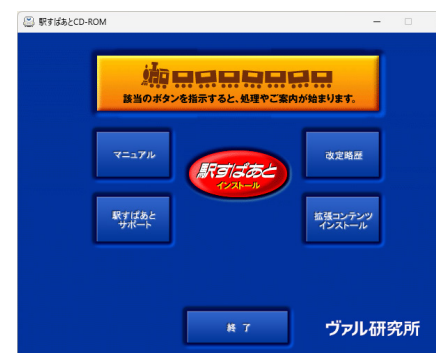 駅すぱあとCD-ROM
該当のボタンを指示すると、処理やご案内が始まります。
マニュアル
改定略歴
駅すぱあと
インストール
駅すぱあと
サポート
拡張コンテンツ
インストール
終 了
ヴァル研究所